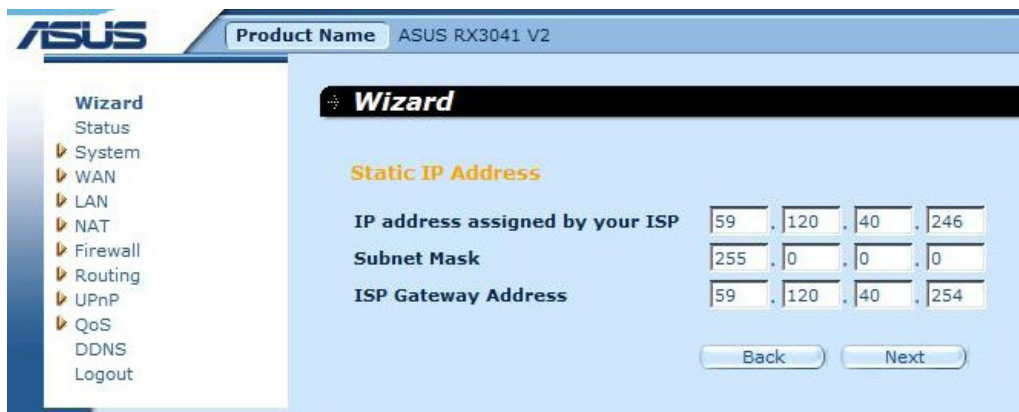 ASUS
Product Name ASUS RX3041 V2
Wizard
Status
System
WAN
LAN
NAT
Firewall
Routing
UPnP
QoS
DDNS
Logout
Wizard
Static IP Address
IP address assigned by your ISP 59 . 120 . 40 . 246
Subnet Mask 255 . 0 . 0 . 0
ISP Gateway Address 59 . 120 . 40 . 254
Back Next